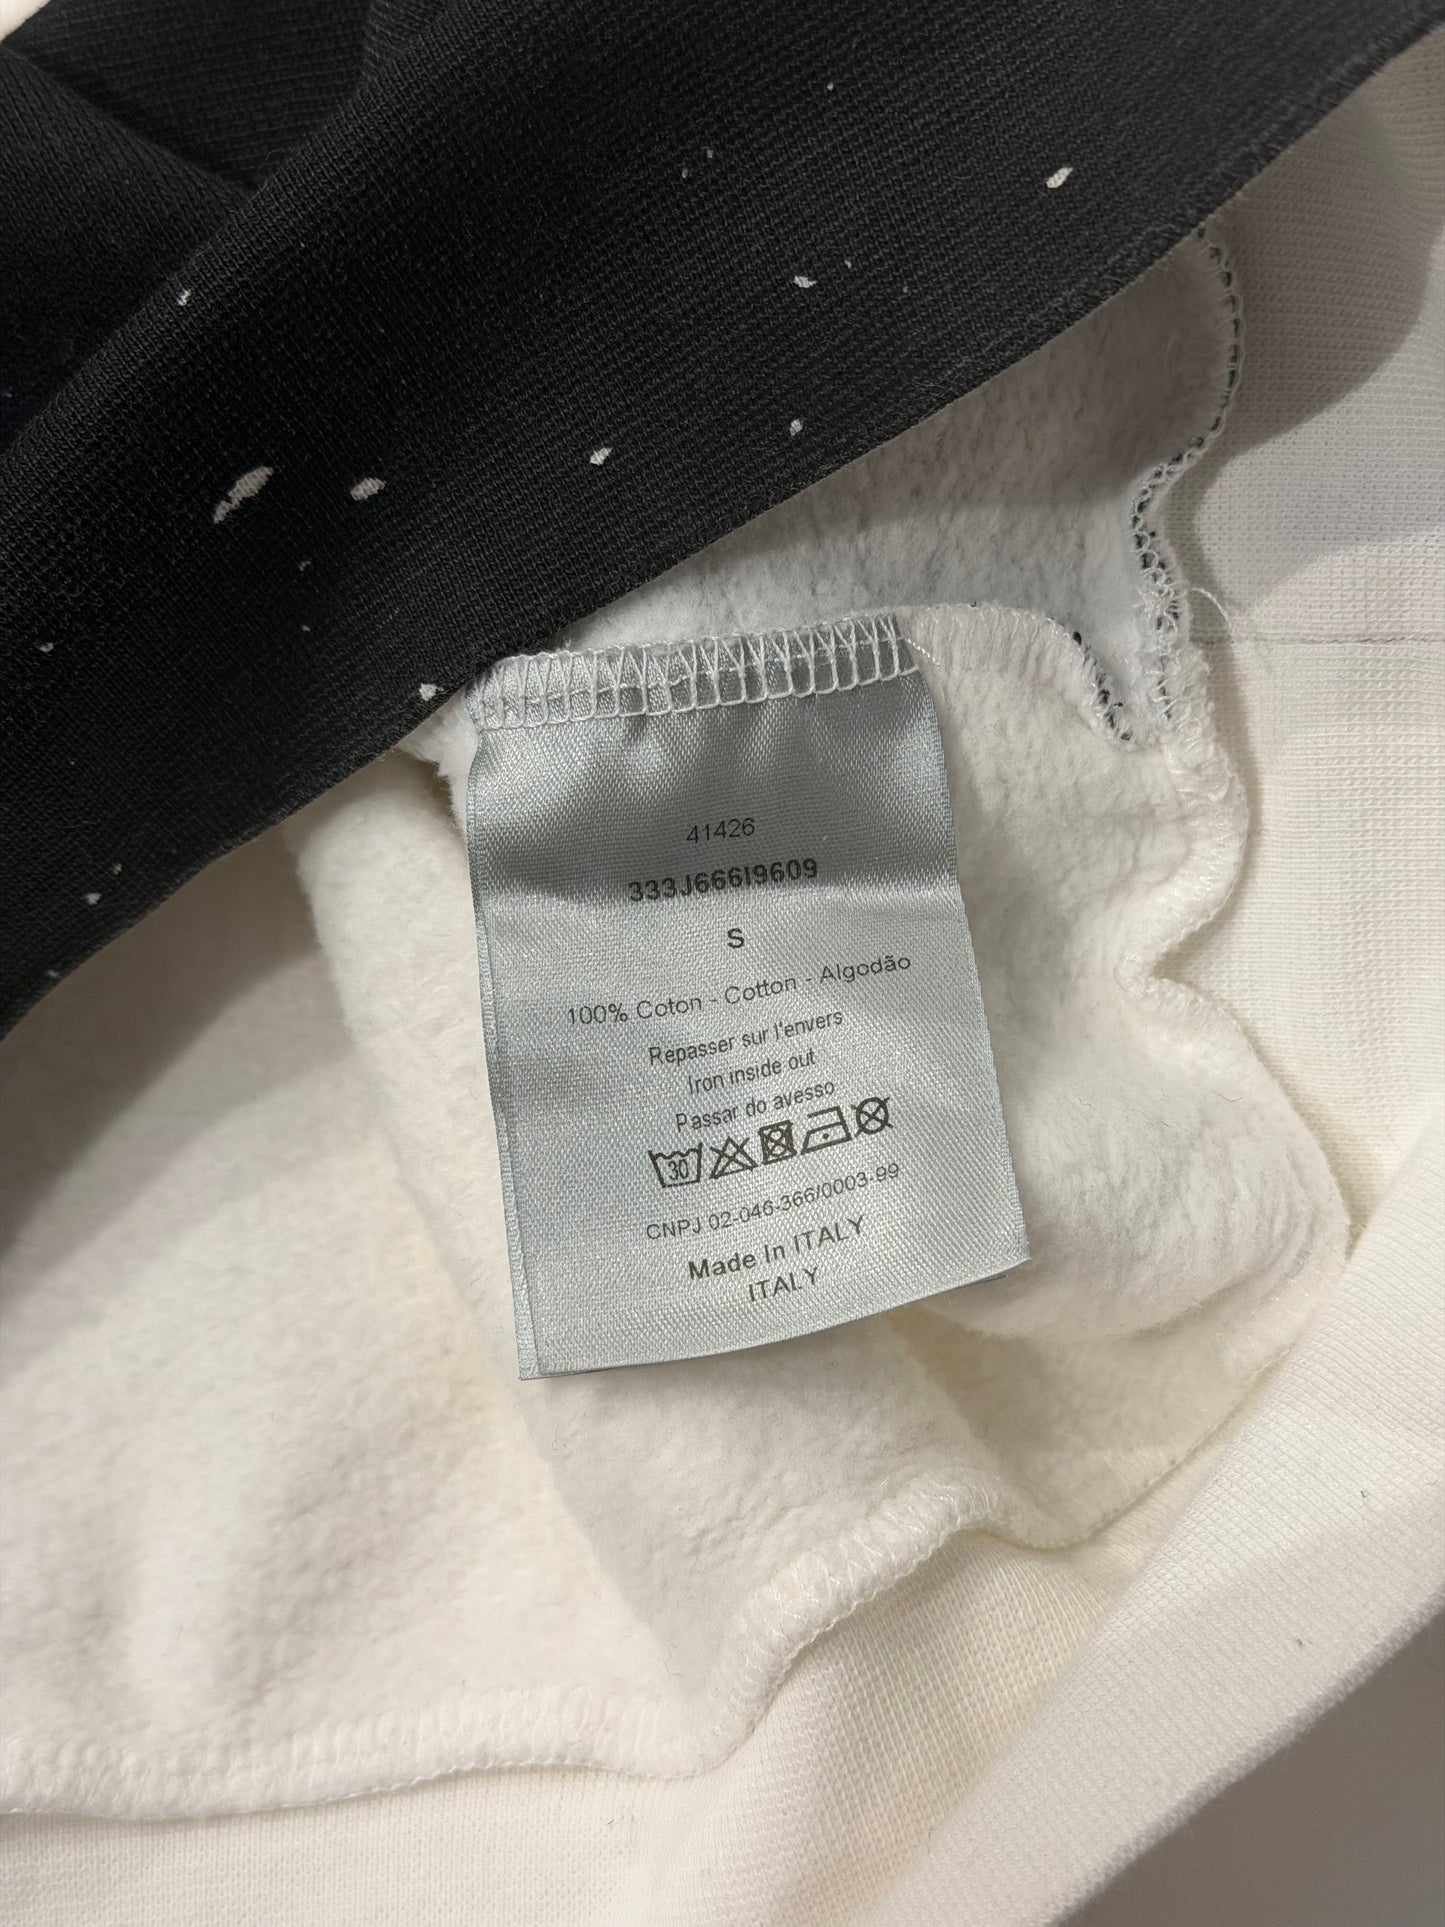 41426
333J666I9609
S
100% Coton - Cotton - Algodão
Repasser sur l'envers
Iron inside out
Passar do avesso
30
CNPJ 02-046-366/0003-99
Made In ITALY
ITALY